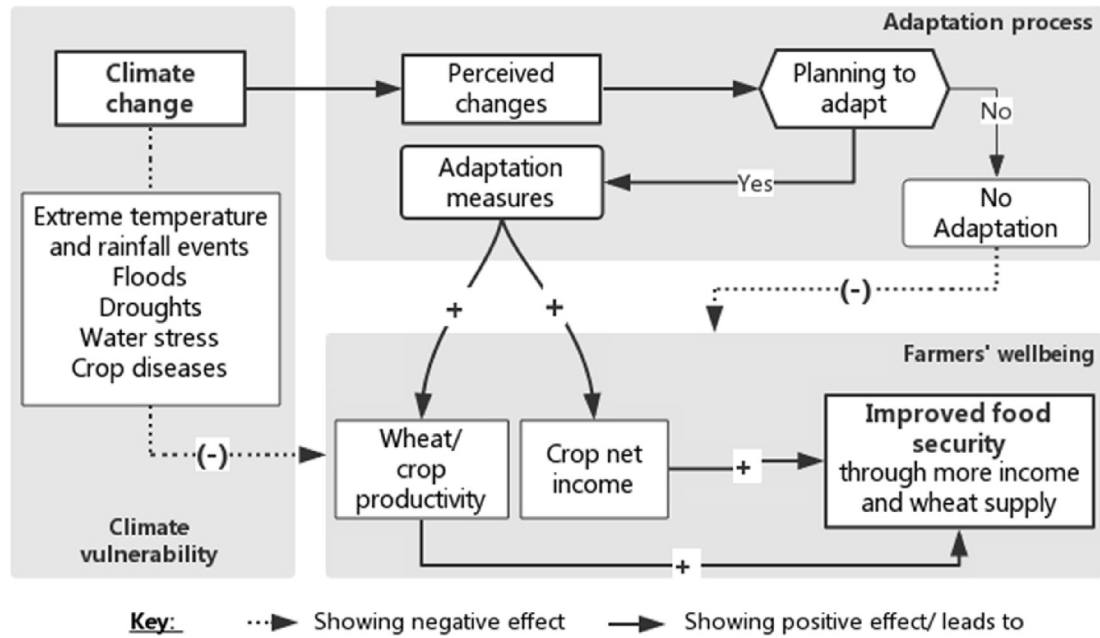 Adaptation process
Climate
change
Perceived
changes
Planning to
adapt
No
Adaptation
measures
Yes
No
Adaptation
Extreme temperature
and rainfall events
Floods
Droughts
Water stress
Crop diseases
(-)
+
+
Farmers' wellbeing
(-)
Wheat/
crop
productivity
Crop net
income
+
Improved food
security
through more income
and wheat supply
Climate
vulnerability
+
Key:
Showing negative effect
Showing positive effect/ leads to